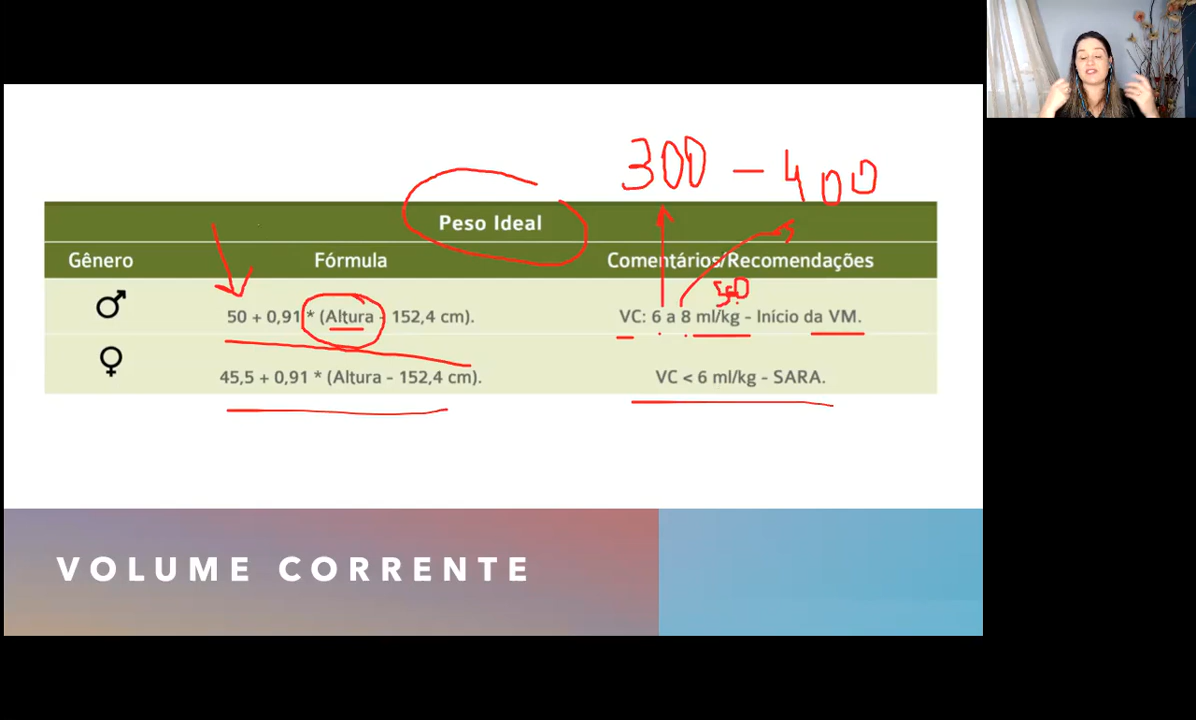 300 - 400
Peso Ideal
Gênero Fórmula Comentários/Recomendações
50
50 + 0,91 * (Altura - 152,4 cm). VC: 6 a 8 ml/kg - Início da VM.
45,5 + 0,91 * (Altura - 152,4 cm). VC < 6 ml/kg - SARA.
VOLUME CORRENTE